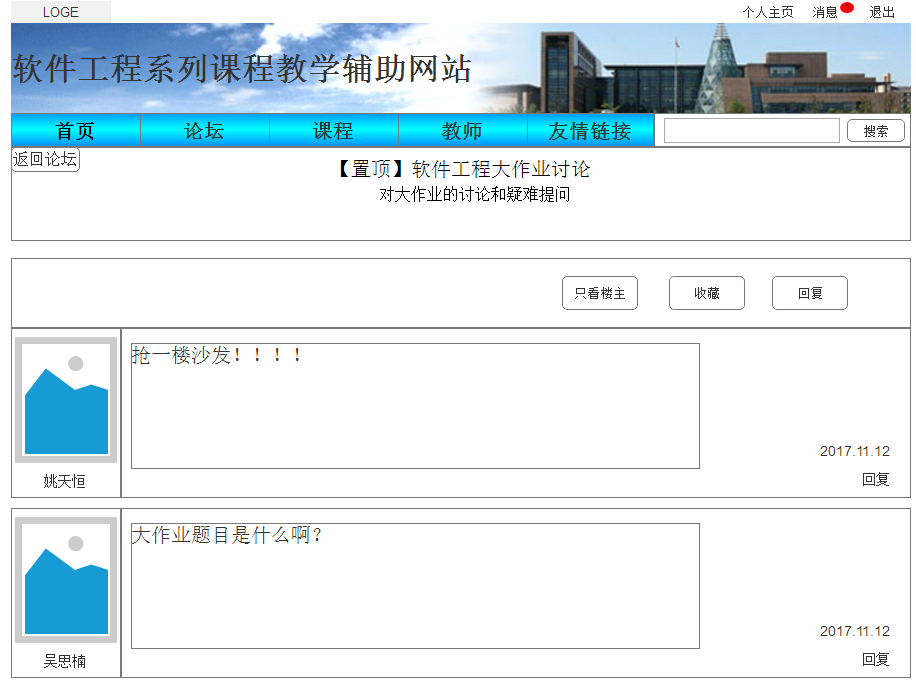 LOGE
个人主页 消息 退出
软件工程系列课程教学辅助网站
首页 论坛 课程 教师 友情链接 搜索
返回论坛
【置顶】软件工程大作业讨论
对大作业的讨论和疑难提问
只看楼主 收藏 回复
抢一楼沙发！！！！
2017.11.12
姚天恒 回复
大作业题目是什么啊？
2017.11.12
吴思楠 回复